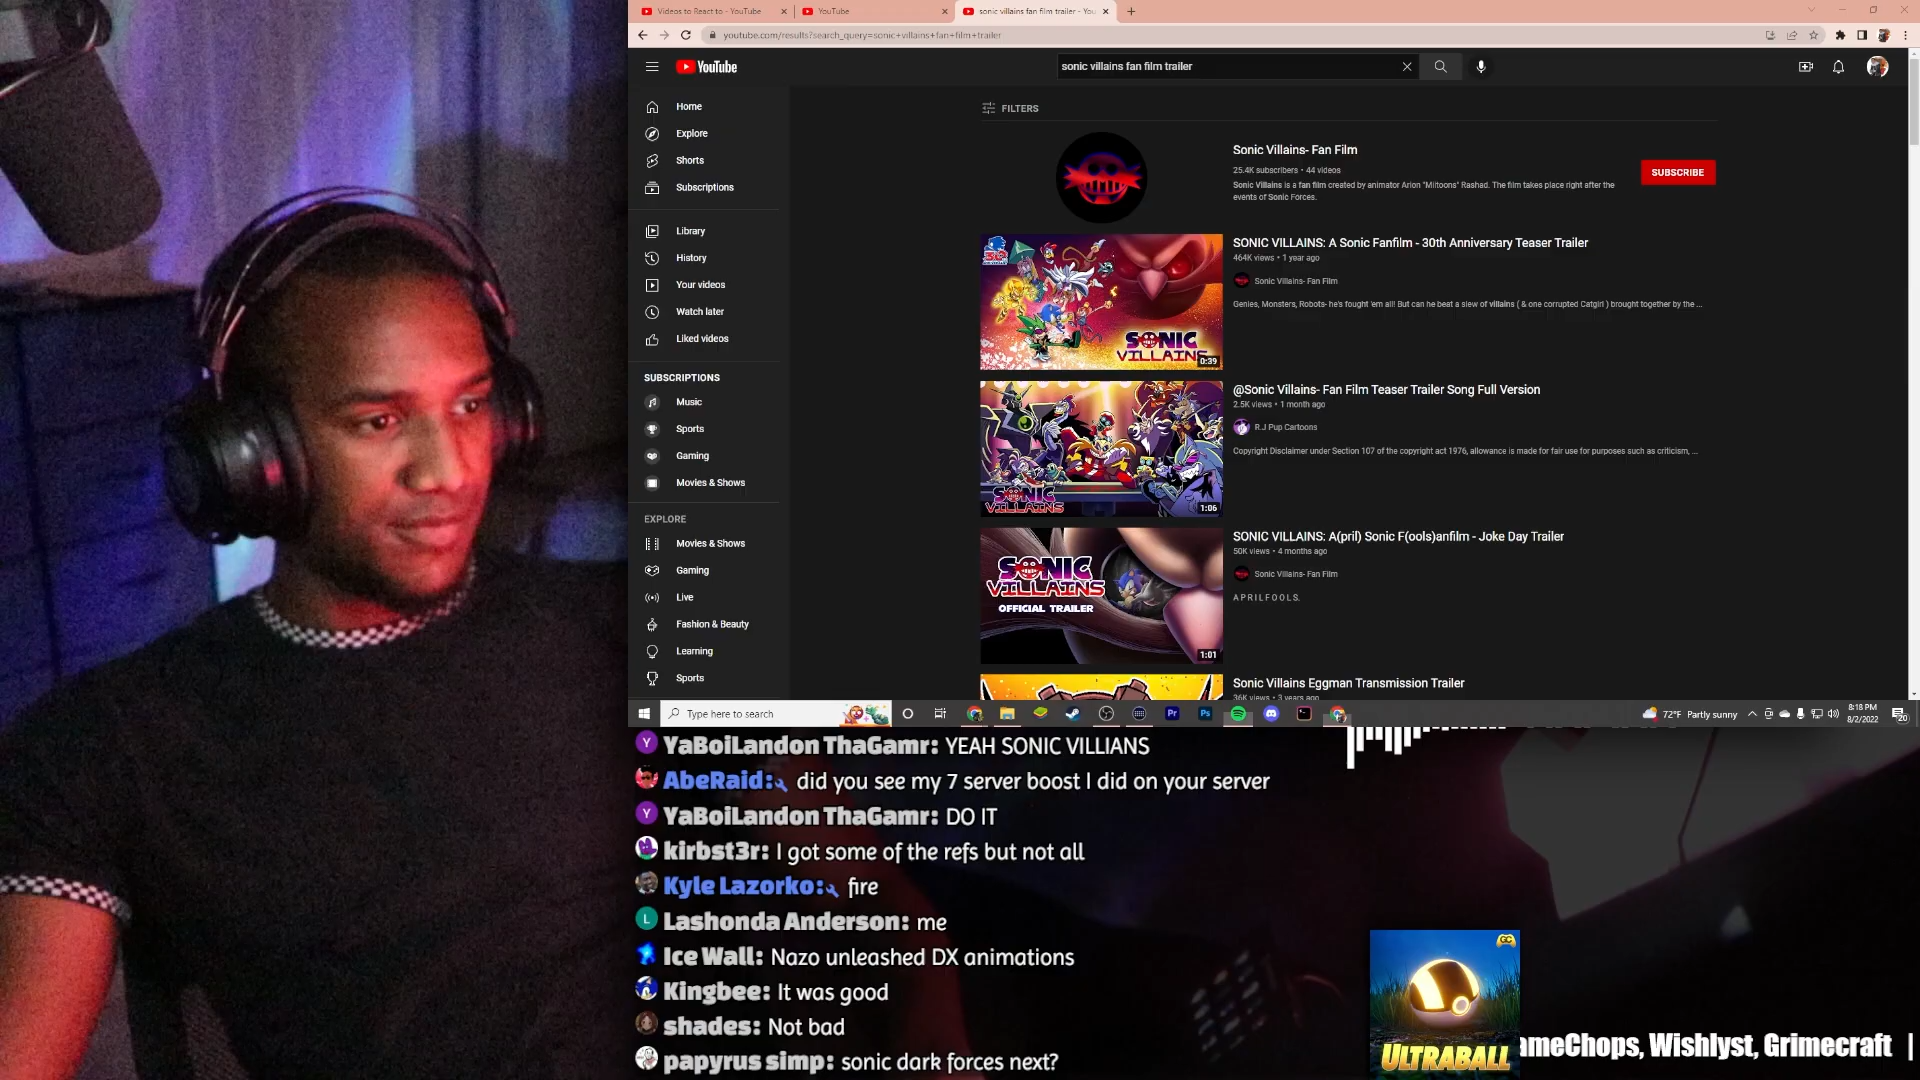 Videos to React to - YouTube
YouTube
sonic villains fan film trailer - You
youtube.com/results?search_query=sonic+villains+fan+film+trailer
YouTube
sonic villains fan film trailer
Home
Explore
Shorts
Subscriptions
Library
History
Your videos
Watch later
Liked videos
SUBSCRIPTIONS
Music
Sports
Gaming
Movies & Shows
EXPLORE
Movies & Shows
Gaming
Live
Fashion & Beauty
Learning
Sports
FILTERS
Sonic Villains- Fan Film
25.4K subscribers • 44 videos
Sonic Villains is a fan film created by animator Arion "Miltoons" Rashad. The film takes place right after the
events of Sonic Forces.
SUBSCRIBE
SONIC
VILLAINS
0:39
SONIC VILLAINS: A Sonic Fanfilm - 30th Anniversary Teaser Trailer
464K views • 1 year ago
Sonic Villains- Fan Film
Genies, Monsters, Robots- he's fought 'em all! But can he beat a slew of villains ( & one corrupted Catgirl ) brought together by the ...
SONIC
VILLAINS
1:06
@Sonic Villains- Fan Film Teaser Trailer Song Full Version
2.5K views • 1 month ago
R.J Pup Cartoons
Copyright Disclaimer under Section 107 of the copyright act 1976, allowance is made for fair use for purposes such as criticism, ...
SONIC
VILLAINS
OFFICIAL TRAILER
1:01
SONIC VILLAINS: A(pril) Sonic F(ools)anfilm - Joke Day Trailer
50K views • 4 months ago
Sonic Villains- Fan Film
A P R I L F O O L S.
Sonic Villains Eggman Transmission Trailer
36K views • 3 years ago
Type here to search
Pr
Ps
72°F Partly sunny
8:18 PM
8/2/2022
20
Y YaBoiLandon ThaGamr: YEAH SONIC VILLIANS
AbeRaid: did you see my 7 server boost I did on your server
Y YaBoiLandon ThaGamr: DO IT
kirbst3r: I got some of the refs but not all
Kyle Lazorko: fire
L Lashonda Anderson: me
Ice Wall: Nazo unleashed DX animations
Kingbee: It was good
shades: Not bad
papyrus simp: sonic dark forces next?
GC
ULTRABALL
ameChops, Wishlyst, Grimecraft |